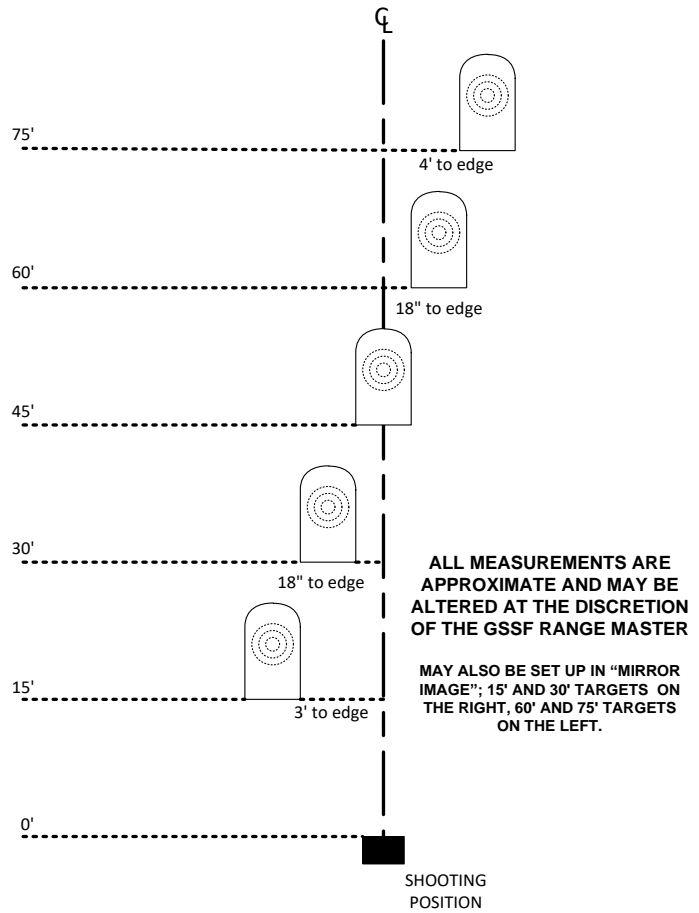 ℄
75'
4' to edge
60'
18" to edge
45'
30'
18" to edge
ALL MEASUREMENTS ARE
APPROXIMATE AND MAY BE
ALTERED AT THE DISCRETION
OF THE GSSF RANGE MASTER
MAY ALSO BE SET UP IN “MIRROR
IMAGE”; 15' AND 30' TARGETS ON
THE RIGHT, 60' AND 75' TARGETS
ON THE LEFT.
15'
3' to edge
0'
SHOOTING
POSITION